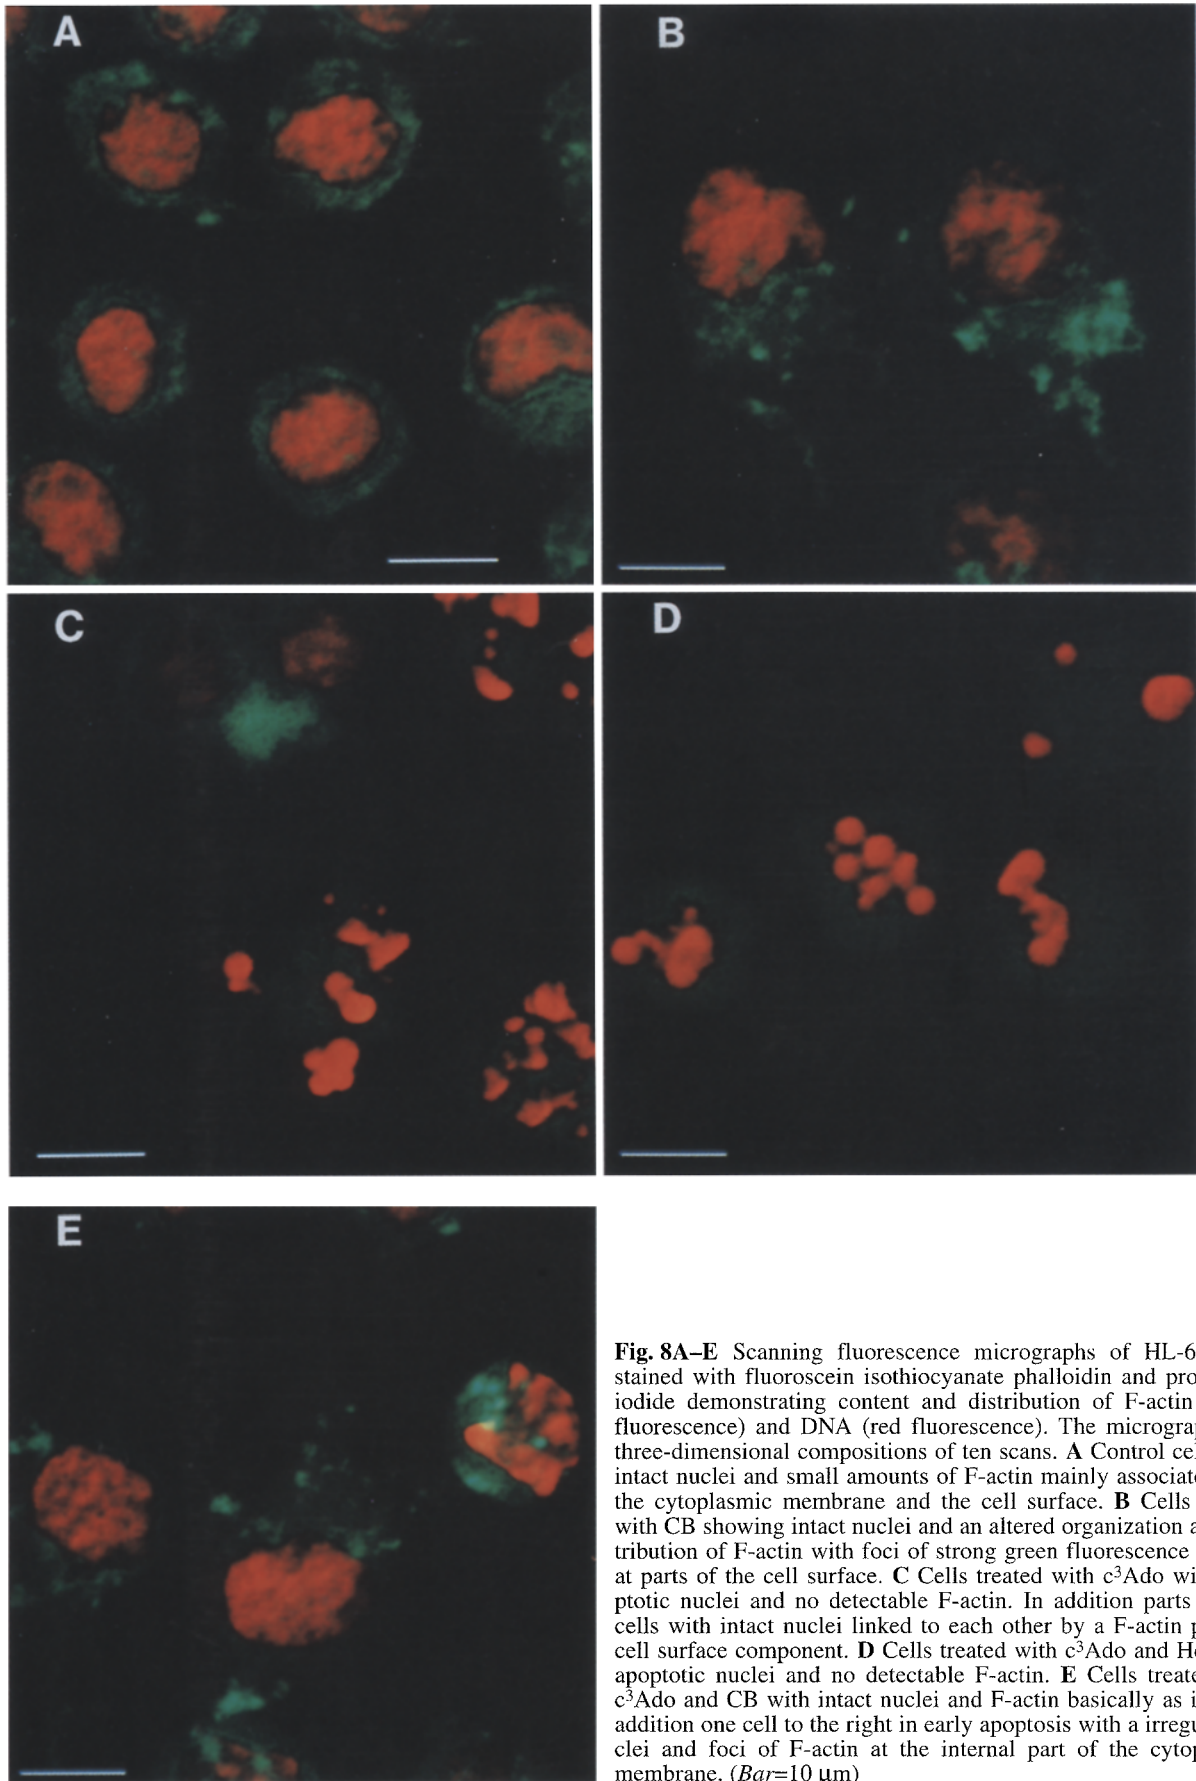 A
B
C
D
E
Fig. 8A–E Scanning fluorescence micrographs of HL-6
stained with fluoroscein isothiocyanate phalloidin and pro
iodide demonstrating content and distribution of F-actin
fluorescence) and DNA (red fluorescence). The microgra
three-dimensional compositions of ten scans. A Control ce
intact nuclei and small amounts of F-actin mainly associat
the cytoplasmic membrane and the cell surface. B Cells
with CB showing intact nuclei and an altered organization a
tribution of F-actin with foci of strong green fluorescence
at parts of the cell surface. C Cells treated with c³Ado wi
ptotic nuclei and no detectable F-actin. In addition parts
cells with intact nuclei linked to each other by a F-actin p
cell surface component. D Cells treated with c³Ado and H
apoptotic nuclei and no detectable F-actin. E Cells treate
c³Ado and CB with intact nuclei and F-actin basically as i
addition one cell to the right in early apoptosis with a irregu
clei and foci of F-actin at the internal part of the cytop
membrane. (Bar=10 µm)